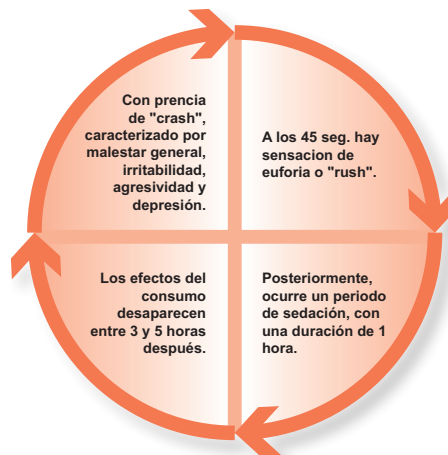 Con prencia
de "crash",
caracterizado por
malestar general,
irritabilidad,
agresividad y
depresión.
A los 45 seg. hay
sensacion de
euforia o "rush".
Los efectos del
consumo
desaparecen
entre 3 y 5 horas
después.
Posteriormente,
ocurre un periodo
de sedación, con
una duración de 1
hora.